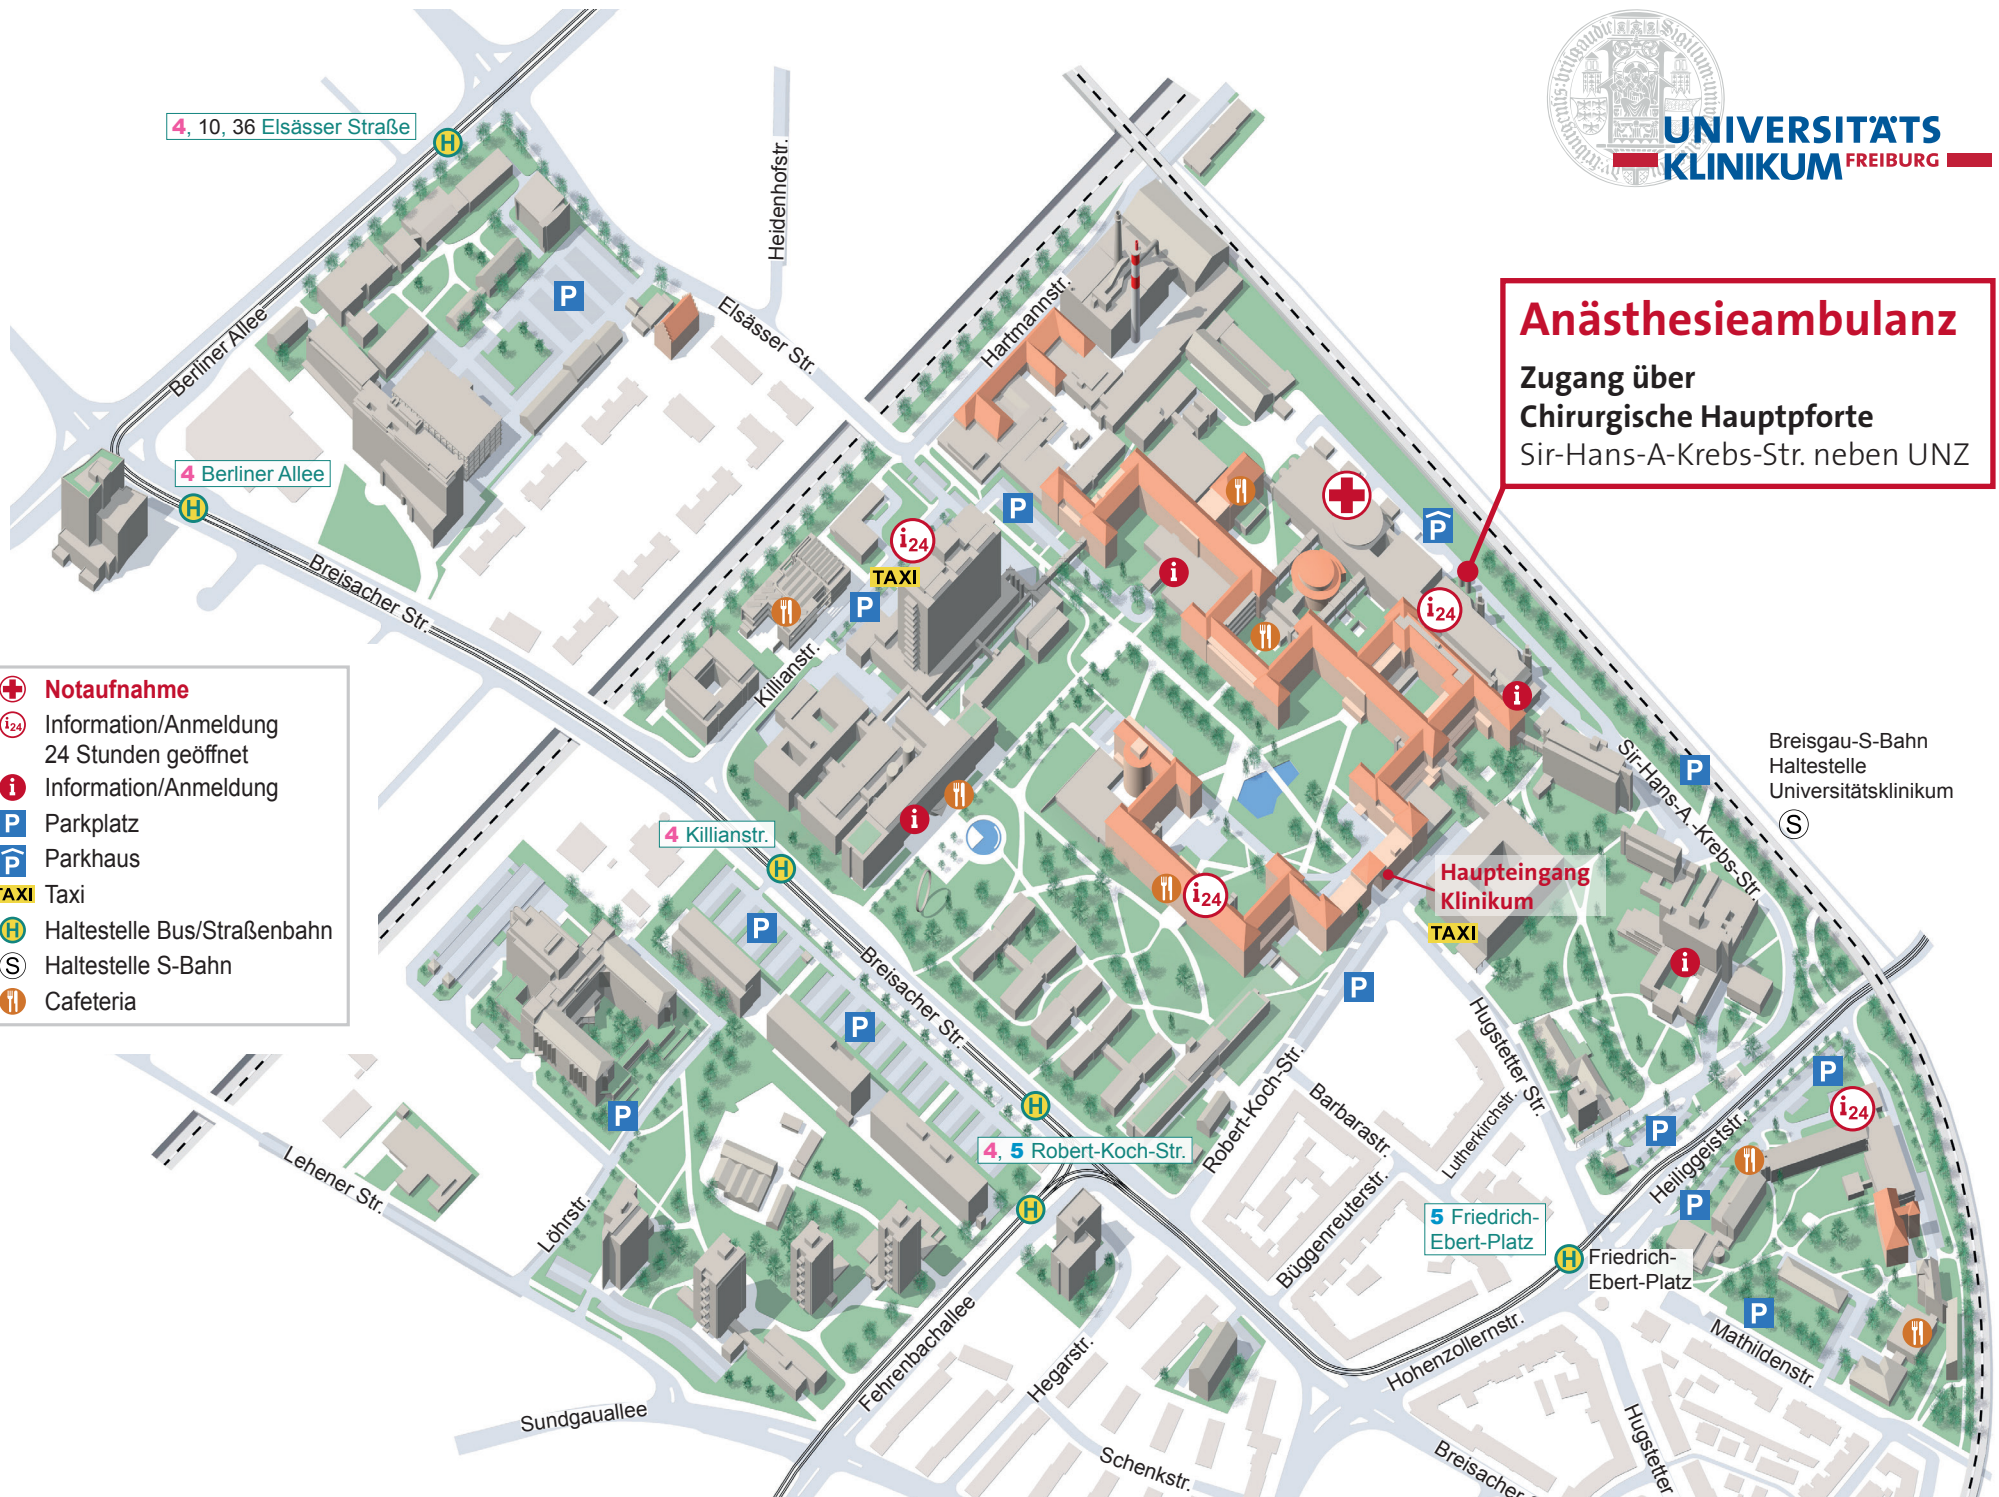 UNIVERSITÄTS
KLINIKUM FREIBURG
4, 10, 36 Elsässer Straße
H
Heidenhofstr.
P
Berliner Allee
Elsässer Str.
Hartmannstr.
Anästhesieambulanz
Zugang über
Chirurgische Hauptpforte
Sir-Hans-A-Krebs-Str. neben UNZ
4 Berliner Allee
H
P
P
i24
TAXI
P
i
i24
Breisacher Str.
Killianstr.
i
Sir-Hans-A.-Krebs-Str.
P
Breisgau-S-Bahn
Haltestelle
Universitätsklinikum
S
Notaufnahme
i24 Information/Anmeldung
24 Stunden geöffnet
i Information/Anmeldung
P Parkplatz
P Parkhaus
TAXI Taxi
H Haltestelle Bus/Straßenbahn
S Haltestelle S-Bahn
Cafeteria
4 Killianstr.
H
i
i24
Haupteingang
Klinikum
TAXI
i
P
P
P
Breisacher Str.
P
Hugstetter Str.
Robert-Koch-Str.
Barbarastr.
Lutherkirchstr.
Büggenreuterstr.
H
4, 5 Robert-Koch-Str.
H
P
i24
P
Heiliggeiststr.
P
5 Friedrich-
Ebert-Platz
H
Friedrich-
Ebert-Platz
P
Mathildenstr.
Lehener Str.
Löhrstr.
Fehrenbachallee
Hegarstr.
Hohenzollernstr.
Sundgauallee
Schenkstr.
Breisacher
Hugstetter